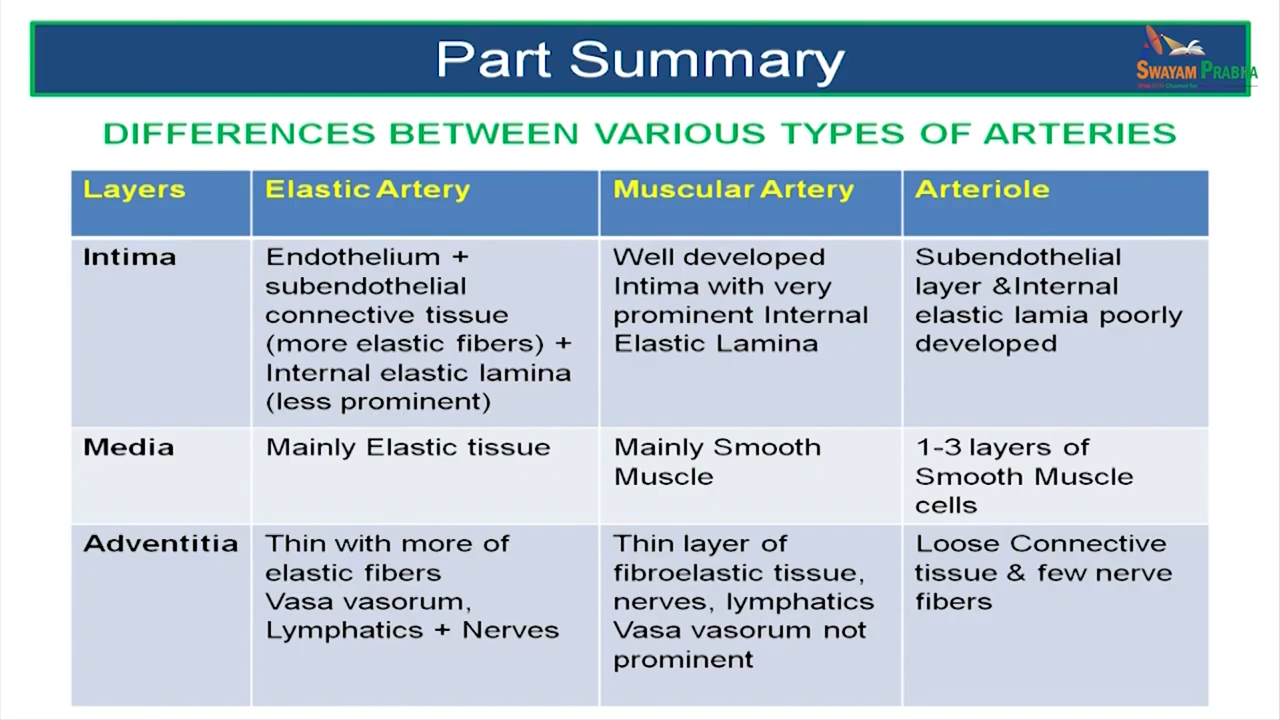 Part Summary
SWAYAM PRABHA
DIFFERENCES BETWEEN VARIOUS TYPES OF ARTERIES
Layers
Elastic Artery
Muscular Artery
Arteriole
Intima
Endothelium +
subendothelial
connective tissue
(more elastic fibers) +
Internal elastic lamina
(less prominent)
Well developed
Intima with very
prominent Internal
Elastic Lamina
Subendothelial
layer &Internal
elastic lamia poorly
developed
Media
Mainly Elastic tissue
Mainly Smooth
Muscle
1-3 layers of
Smooth Muscle
cells
Adventitia
Thin with more of
elastic fibers
Vasa vasorum,
Lymphatics + Nerves
Thin layer of
fibroelastic tissue,
nerves, lymphatics
Vasa vasorum not
prominent
Loose Connective
tissue & few nerve
fibers